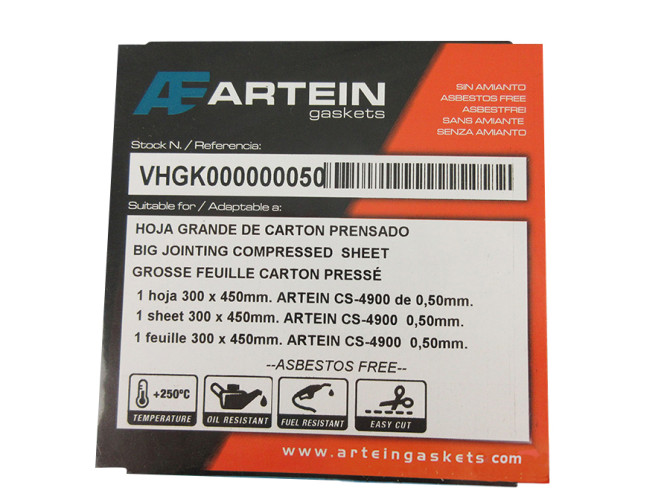 ARTEIN
gaskets
SIN AMIANTO
ASBESTOS FREE
ASBESTFREI
SANS AMIANTE
SENZA AMIANTO
Stock N. / Referencia:
VHGK000000050
Suitable for / Adaptable a:
HOJA GRANDE DE CARTON PRENSADO
BIG JOINTING COMPRESSED SHEET
GROSSE FEUILLE CARTON PRESSÉ
1 hoja 300 x 450mm. ARTEIN CS-4900 de 0,50mm.
1 sheet 300 x 450mm. ARTEIN CS-4900 0,50mm.
1 feuille 300 x 450mm. ARTEIN CS-4900 0,50mm.
--ASBESTOS FREE--
+250ºC
TEMPERATURE
OIL RESISTANT
FUEL RESISTANT
EASY CUT
www.arteingaskets.com